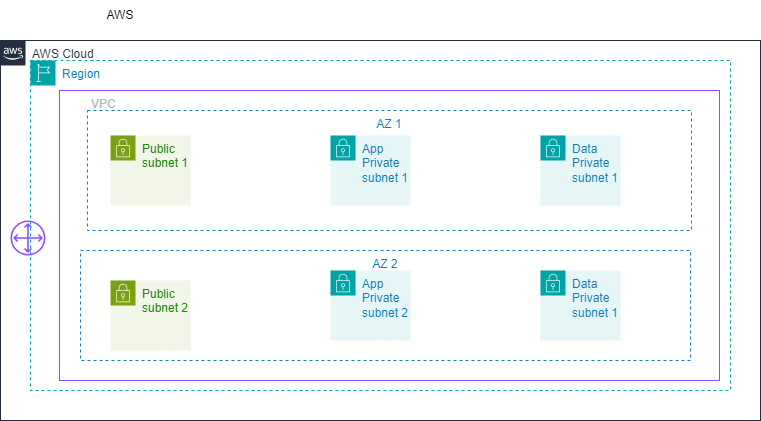 AWS
aws
AWS Cloud
Region
VPC
AZ 1
Public
subnet 1
App
Private
subnet 1
Data
Private
subnet 1
AZ 2
Public
subnet 2
App
Private
subnet 2
Data
Private
subnet 1